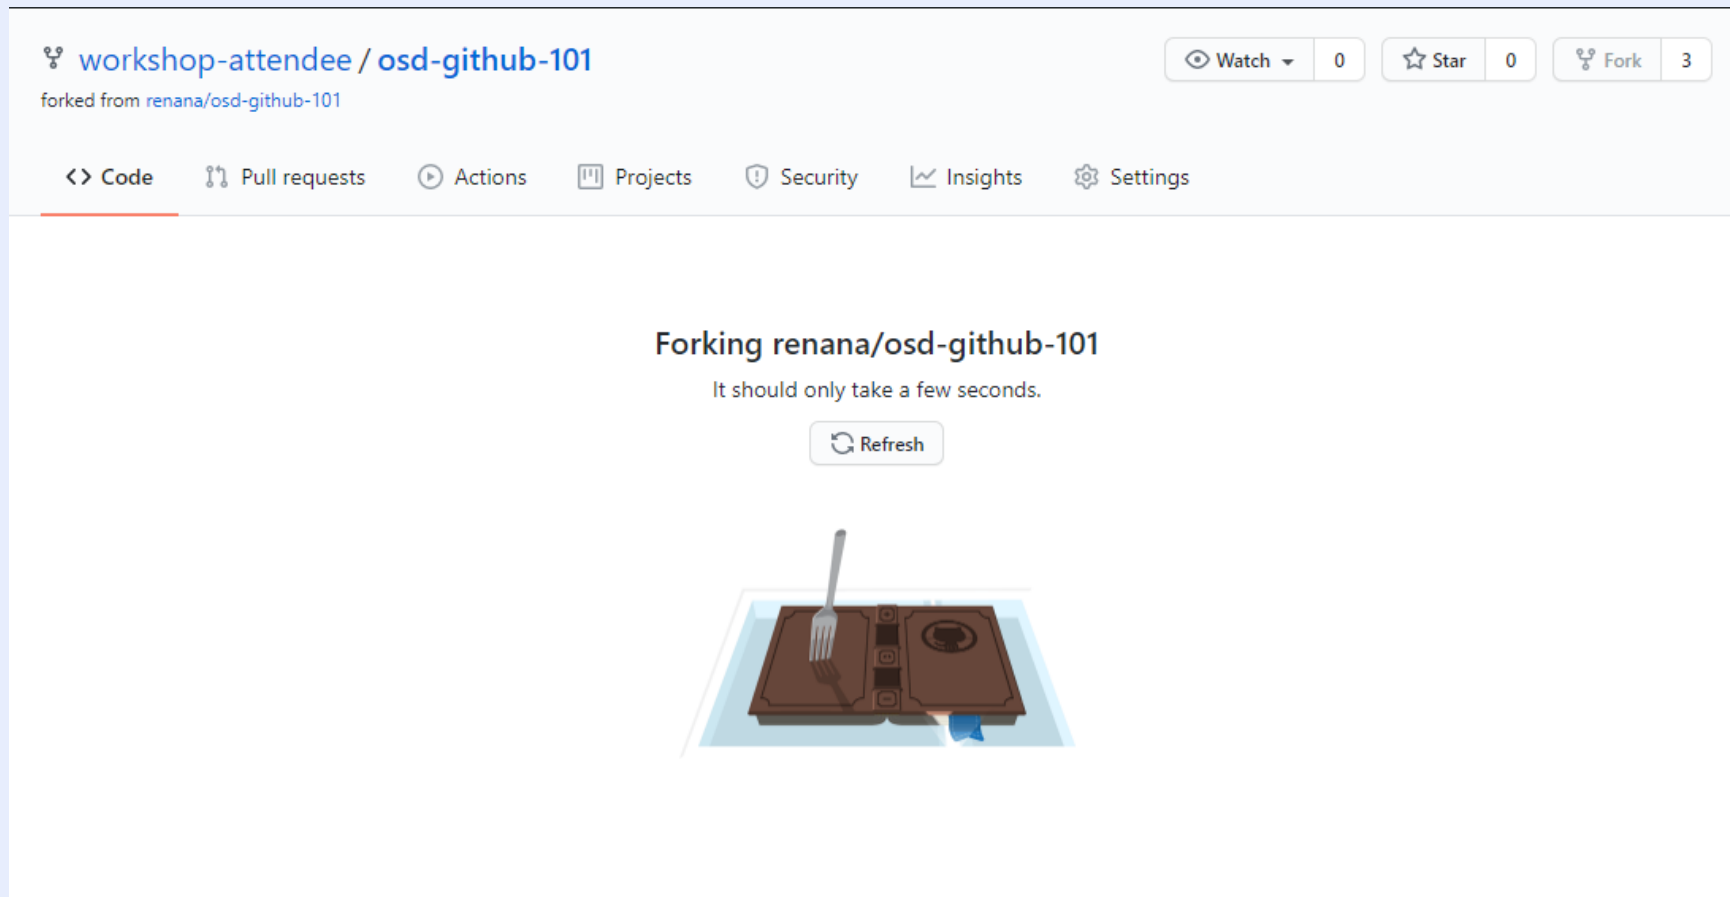 workshop-attendee / osd-github-101
Watch 0 Star 0 Fork 3
forked from renana/osd-github-101
<> Code Pull requests Actions Projects Security Insights Settings
Forking renana/osd-github-101
It should only take a few seconds.
Refresh